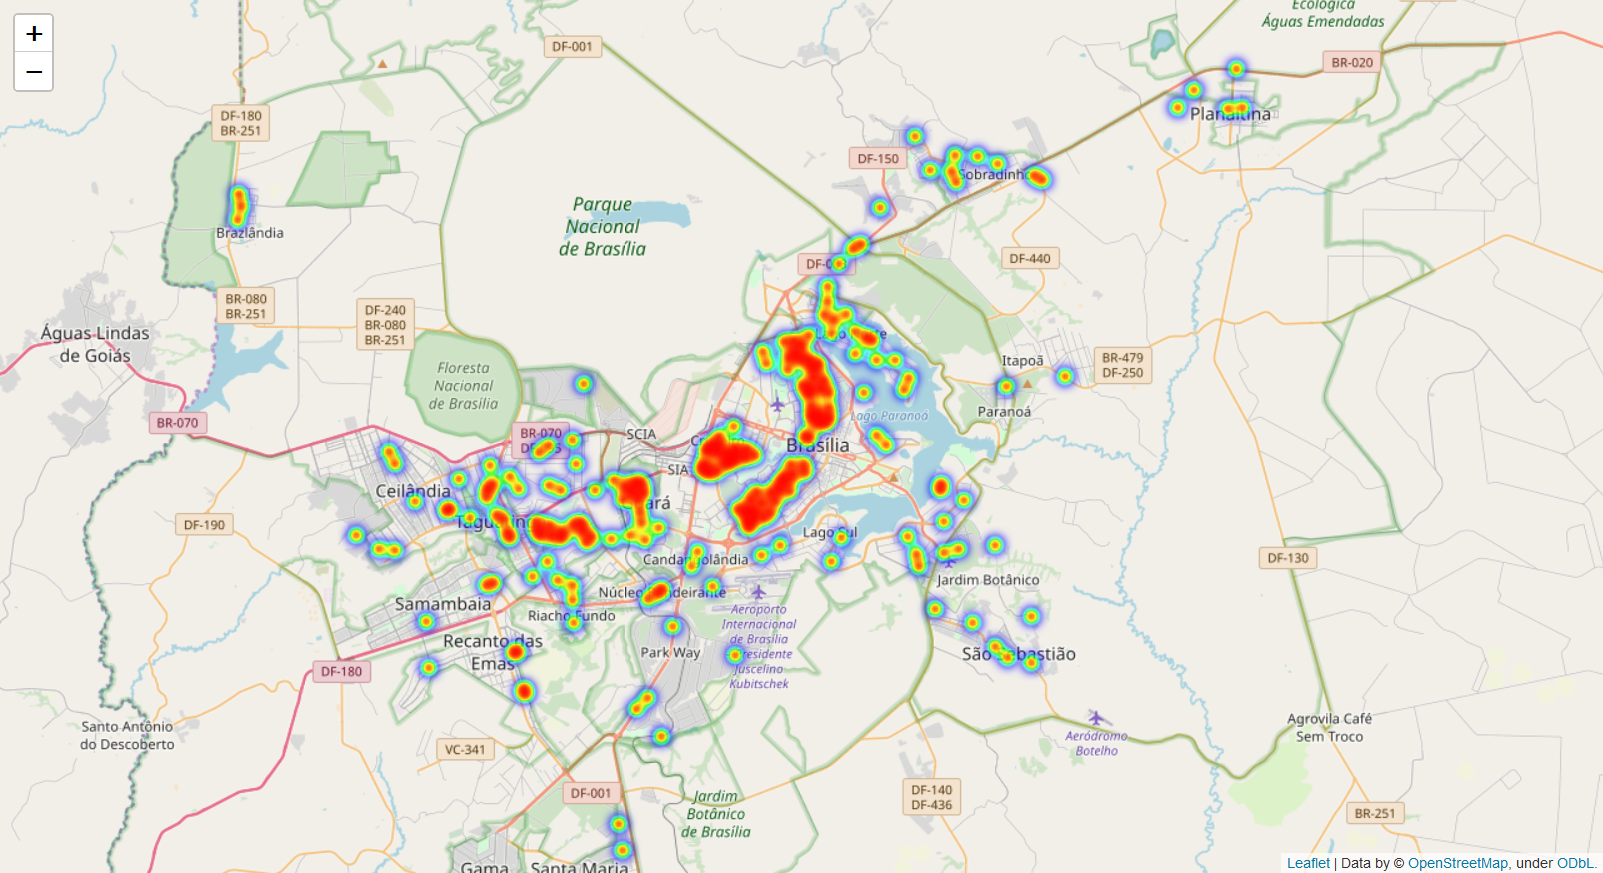 +
−
Ecológica
Águas Emendadas
DF-001
BR-020
DF-180
BR-251
Planaltina
DF-150
Sobradinho
Parque
Nacional
de Brasília
Brazlândia
DF-440
BR-080
BR-251
DF-240
BR-080
BR-251
Águas Lindas
de Goiás
Itapoã
BR-479
DF-250
Floresta
Nacional
de Brasília
Paranoá
Lago Paranoá
BR-070
BR-070
SCIA
Brasília
SIA
Ceilândia
DF-190
Lago Sul
Candangolândia
DF-130
Jardim Botânico
Samambaia
Núcleo Bandeirante
Riacho Fundo
Aeroporto
Internacional
de Brasília
Presidente
Juscelino
Kubitschek
Recanto das
Emas
Park Way
São Sebastião
DF-180
Santo Antônio
do Descoberto
VC-341
Aeródromo
Botelho
Agrovila Café
Sem Troco
DF-001
Jardim
Botânico
de Brasília
DF-140
DF-436
BR-251
Gama
Santa Maria
Leaflet | Data by © OpenStreetMap, under ODbL.